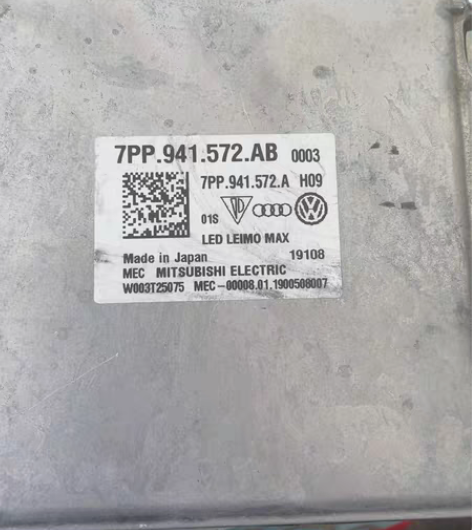 7PP.941.572.AB 0003
7PP.941.572.A H09
01S
LED LEIMO MAX
Made in Japan 19108
MEC MITSUBISHI ELECTRIC
W003T25075 MEC-00008.01.1900508007